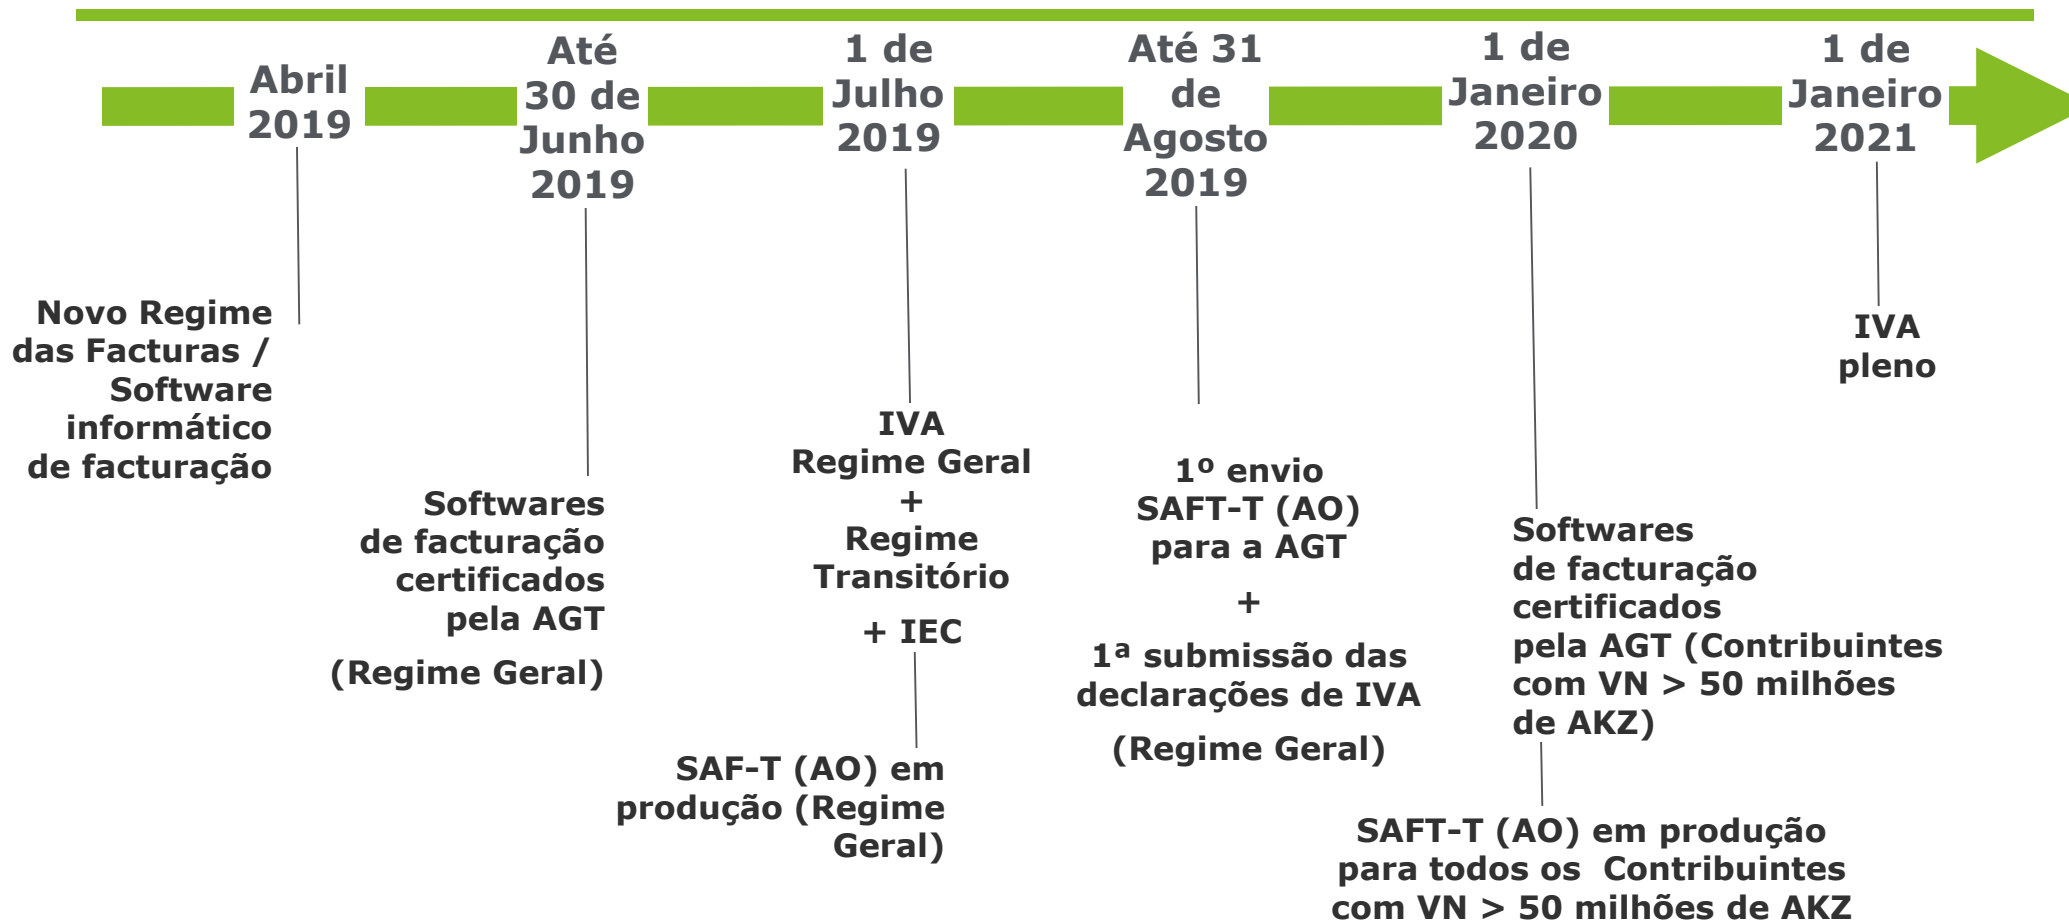 Abril
2019
Até
30 de
Junho
2019
1 de
Julho
2019
Até 31
de
Agosto
2019
1 de
Janeiro
2020
1 de
Janeiro
2021
Novo Regime
das Facturas /
Software
informático
de facturação
Softwares
de facturação
certificados
pela AGT
(Regime Geral)
IVA
Regime Geral
+
Regime
Transitório
+ IEC
SAF-T (AO) em
produção (Regime
Geral)
1º envio
SAFT-T (AO)
para a AGT
+
1ª submissão das
declarações de IVA
(Regime Geral)
Softwares
de facturação
certificados
pela AGT (Contribuintes
com VN > 50 milhões
de AKZ)
SAFT-T (AO) em produção
para todos os  Contribuintes
com VN > 50 milhões de AKZ
IVA
pleno